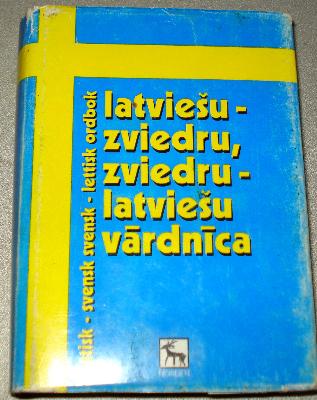 latviešu -
zviedru,
zviedru -
latviešu
vārdnīca
- svensk svensk - lettisk ordbok